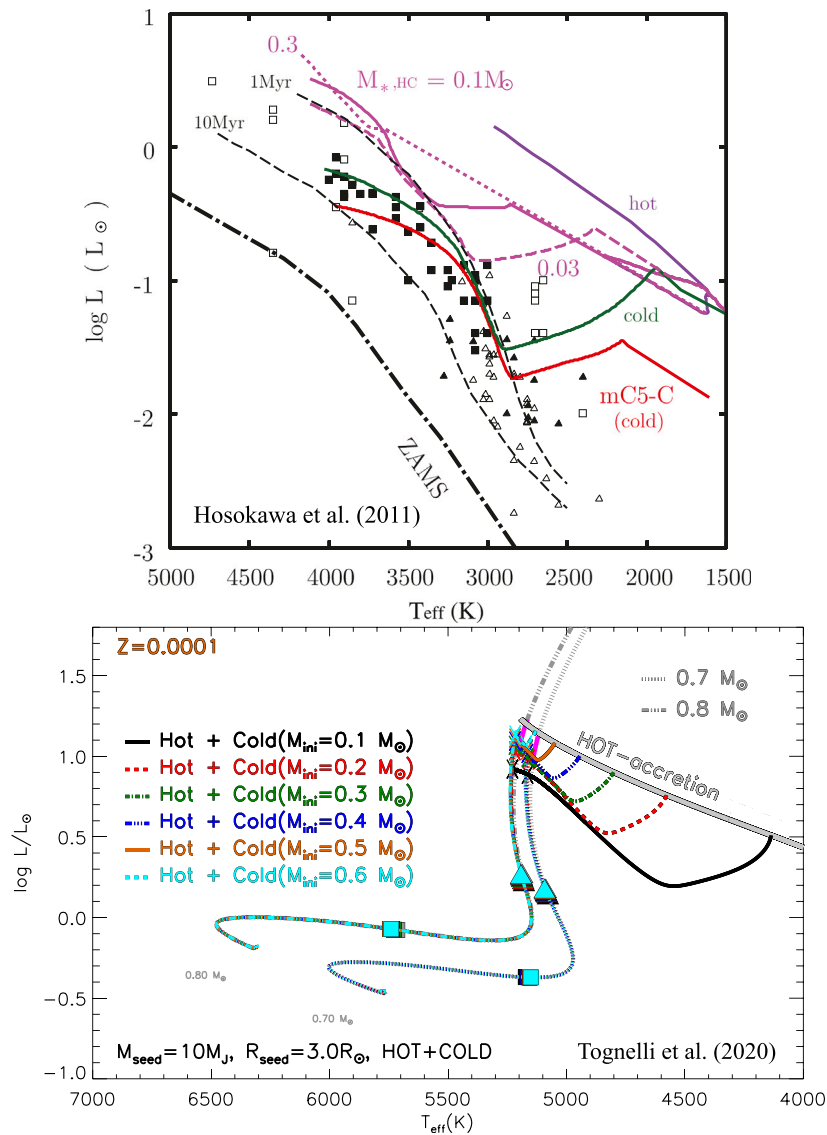 1
0
-1
-2
-3
log L ( L ⊙ )
5000 4500 4000 3500 3000 2500 2000 1500
Teff (K)
0.3
1Myr
10Myr
M*,HC = 0.1M⊙
hot
0.03
cold
mC5-C
(cold)
ZAMS
Hosokawa et al. (2011)
Z=0.0001
1.5
1.0
0.5
0.0
-0.5
-1.0
log L/L⊙
0.7 M⊙
0.8 M⊙
HOT-accretion
Hot + Cold(Mini=0.1 M⊙)
Hot + Cold(Mini=0.2 M⊙)
Hot + Cold(Mini=0.3 M⊙)
Hot + Cold(Mini=0.4 M⊙)
Hot + Cold(Mini=0.5 M⊙)
Hot + Cold(Mini=0.6 M⊙)
0.80 M⊙
0.70 M⊙
Mseed=10MJ, Rseed=3.0R⊙, HOT+COLD
Tognelli et al. (2020)
7000 6500 6000 5500 5000 4500 4000
Teff(K)